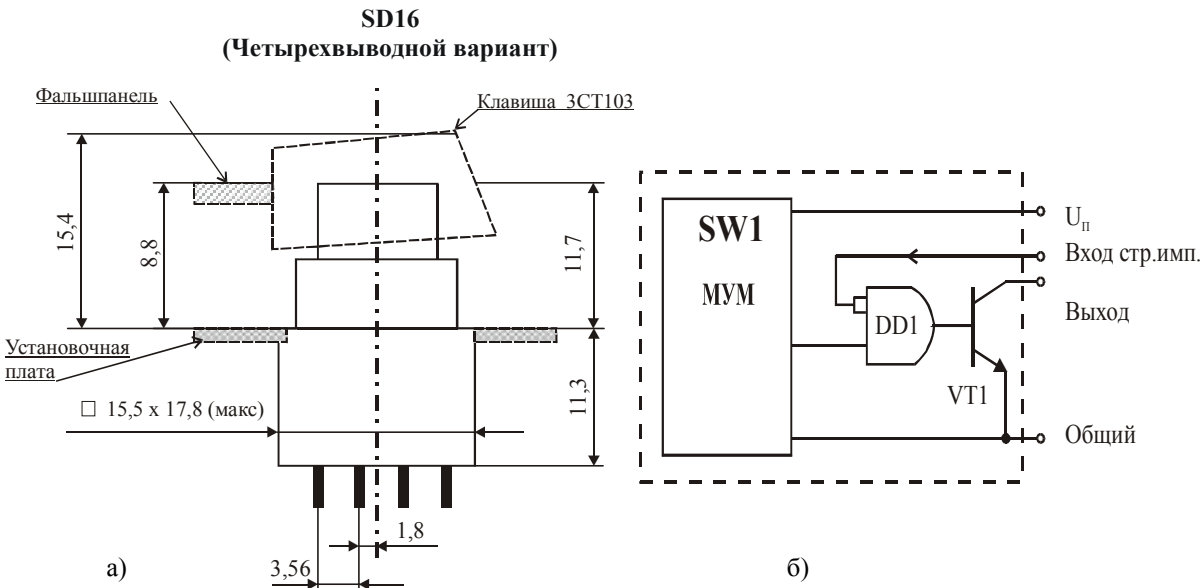 SD16
(Четырехвыводной вариант)
Фальшпанель
Клавиша 3СТ103
15,4
8,8
11,7
Установочная
плата
□ 15,5 х 17,8 (макс)
11,3
1,8
3,56
а)
SW1
МУМ
DD1
VT1
Uп
Вход стр.имп.
Выход
Общий
б)